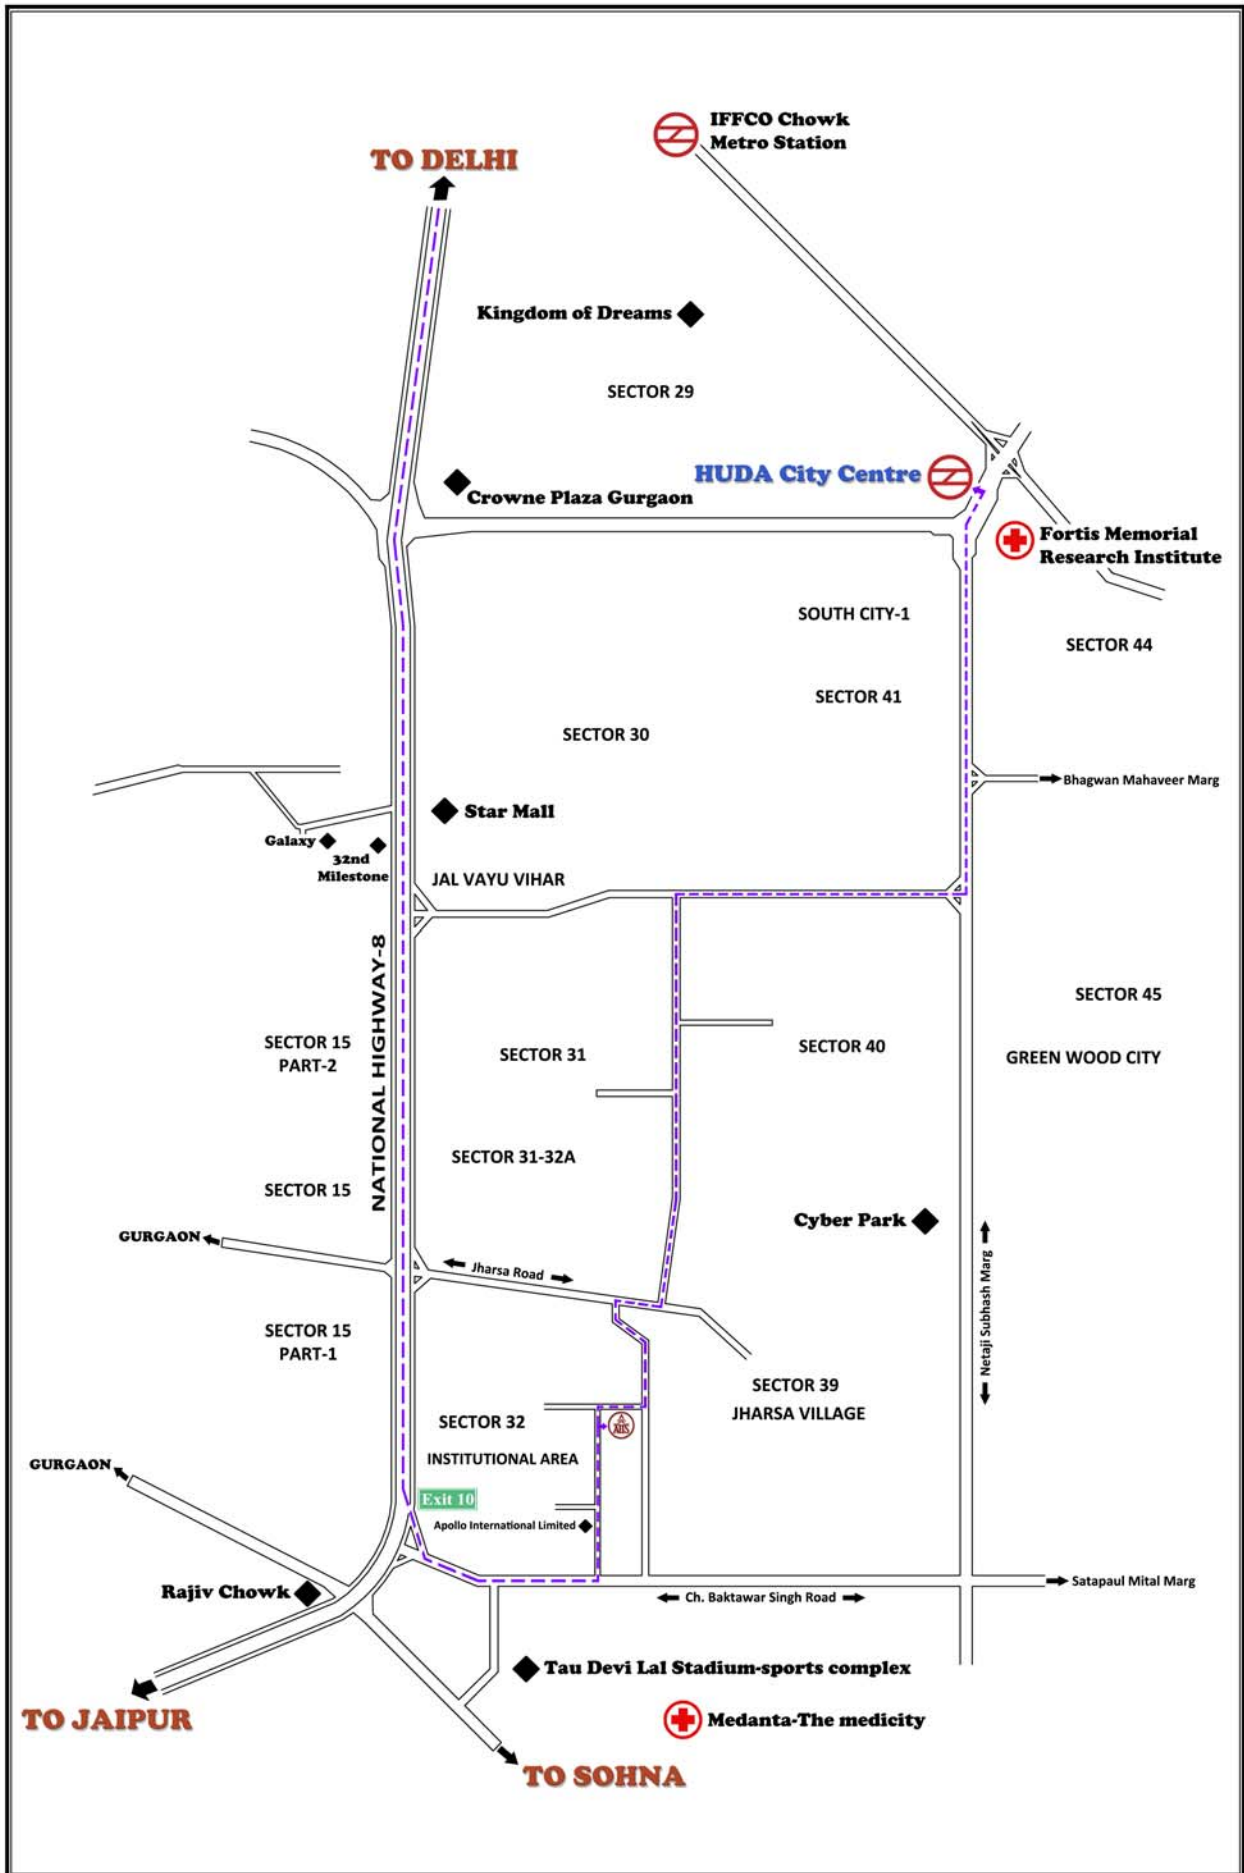 IFFCO Chowk
Metro Station
TO DELHI
Kingdom of Dreams
SECTOR 29
HUDA City Centre
Crowne Plaza Gurgaon
Fortis Memorial
Research Institute
SOUTH CITY-1
SECTOR 44
SECTOR 41
SECTOR 30
Bhagwan Mahaveer Marg
Star Mall
Galaxy
32nd
Milestone
JAL VAYU VIHAR
NATIONAL HIGHWAY-8
SECTOR 45
SECTOR 15
PART-2
SECTOR 31
SECTOR 40
GREEN WOOD CITY
SECTOR 31-32A
SECTOR 15
Cyber Park
GURGAON
Jharsa Road
Netaji Subhash Marg
SECTOR 15
PART-1
SECTOR 39
JHARSA VILLAGE
SECTOR 32
INSTITUTIONAL AREA
GURGAON
Exit 10
Apollo International Limited
Rajiv Chowk
Ch. Baktawar Singh Road
Satapaul Mital Marg
Tau Devi Lal Stadium-sports complex
TO JAIPUR
Medanta-The medicity
TO SOHNA